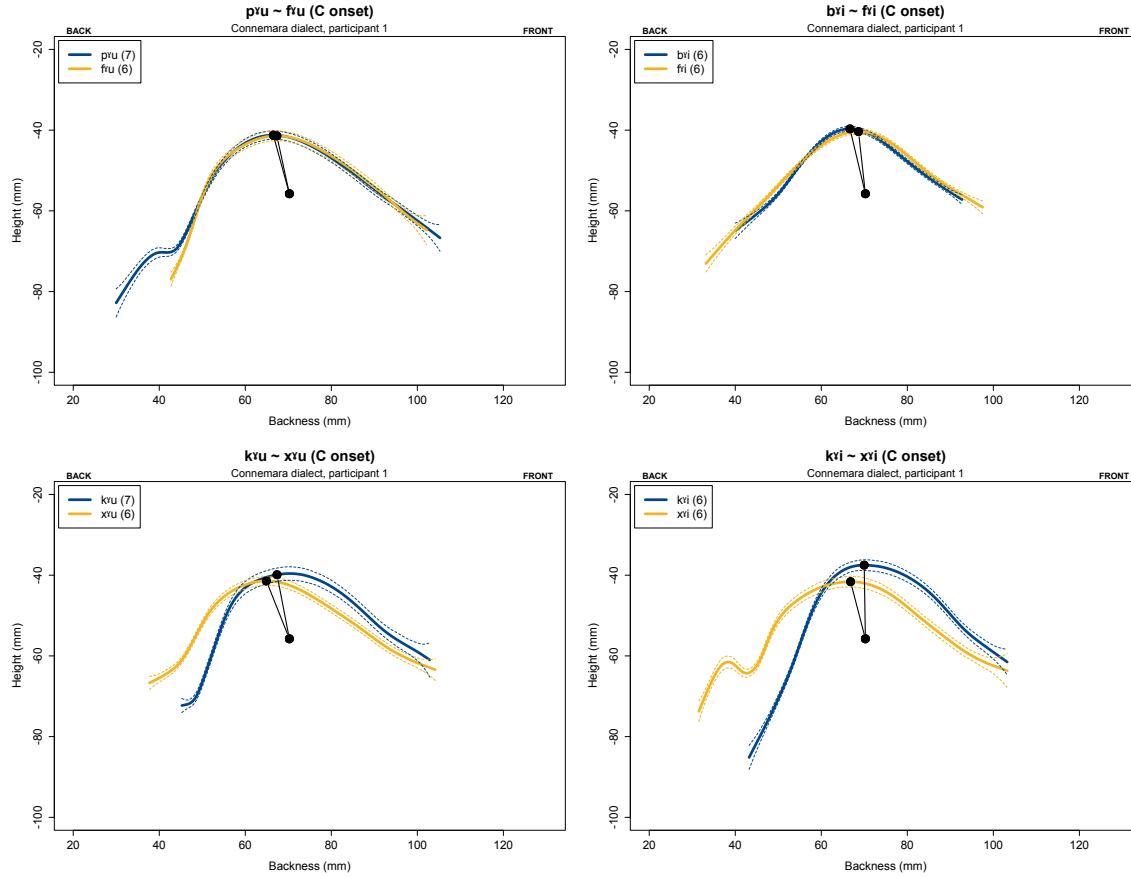 pˠu ~ fˠu (C onset)
Connemara dialect, participant 1
BACK
FRONT
pˠu (7)
fˠu (6)
-20
-40
-60
-80
-100
Height (mm)
20 40 60 80 100 120
Backness (mm)
bˠi ~ fˠi (C onset)
Connemara dialect, participant 1
BACK
FRONT
bˠi (6)
fˠi (6)
-20
-40
-60
-80
-100
Height (mm)
20 40 60 80 100 120
Backness (mm)
kˠu ~ xˠu (C onset)
Connemara dialect, participant 1
BACK
FRONT
kˠu (7)
xˠu (6)
-20
-40
-60
-80
-100
Height (mm)
20 40 60 80 100 120
Backness (mm)
kˠi ~ xˠi (C onset)
Connemara dialect, participant 1
BACK
FRONT
kˠi (6)
xˠi (6)
-20
-40
-60
-80
-100
Height (mm)
20 40 60 80 100 120
Backness (mm)